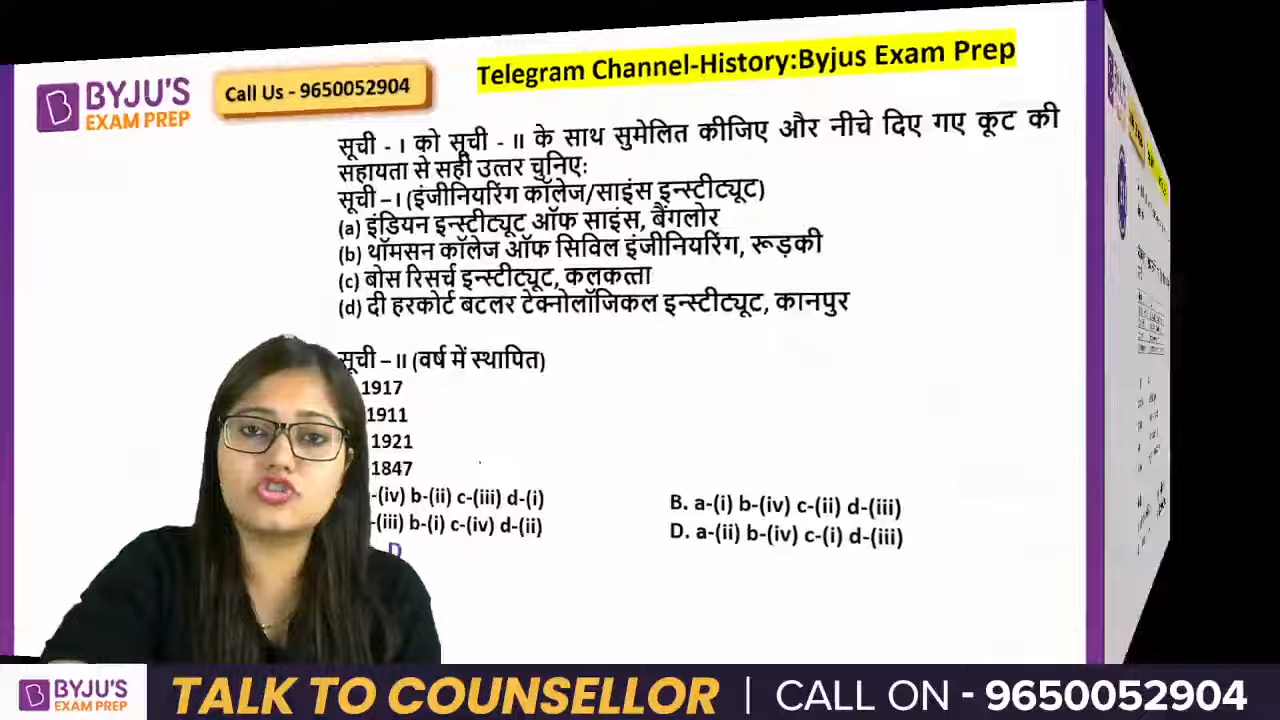 BYJU'S
EXAM PREP
Call Us - 9650052904
Telegram Channel-History:Byjus Exam Prep
सूची - I को सूची - II के साथ सुमेलित कीजिए और नीचे दिए गए कूट की
सहायता से सही उत्तर चुनिए:
सूची – I (इंजीनियरिंग कॉलेज/साइंस इन्स्टीट्यूट)
(a) इंडियन इन्स्टीट्यूट ऑफ साइंस, बैंगलोर
(b) थॉमसन कॉलेज ऑफ सिविल इंजीनियरिंग, रूड़की
(c) बोस रिसर्च इन्स्टीट्यूट, कलकत्ता
(d) दी हरकोर्ट बटलर टेक्नोलॉजिकल इन्स्टीट्यूट, कानपुर
सूची – II (वर्ष में स्थापित)
1917
1911
1921
1847
-(iv) b-(ii) c-(iii) d-(i)
B. a-(i) b-(iv) c-(ii) d-(iii)
-(iii) b-(i) c-(iv) d-(ii)
D. a-(ii) b-(iv) c-(i) d-(iii)
D
BYJU'S
EXAM PREP
TALK TO COUNSELLOR | CALL ON - 9650052904